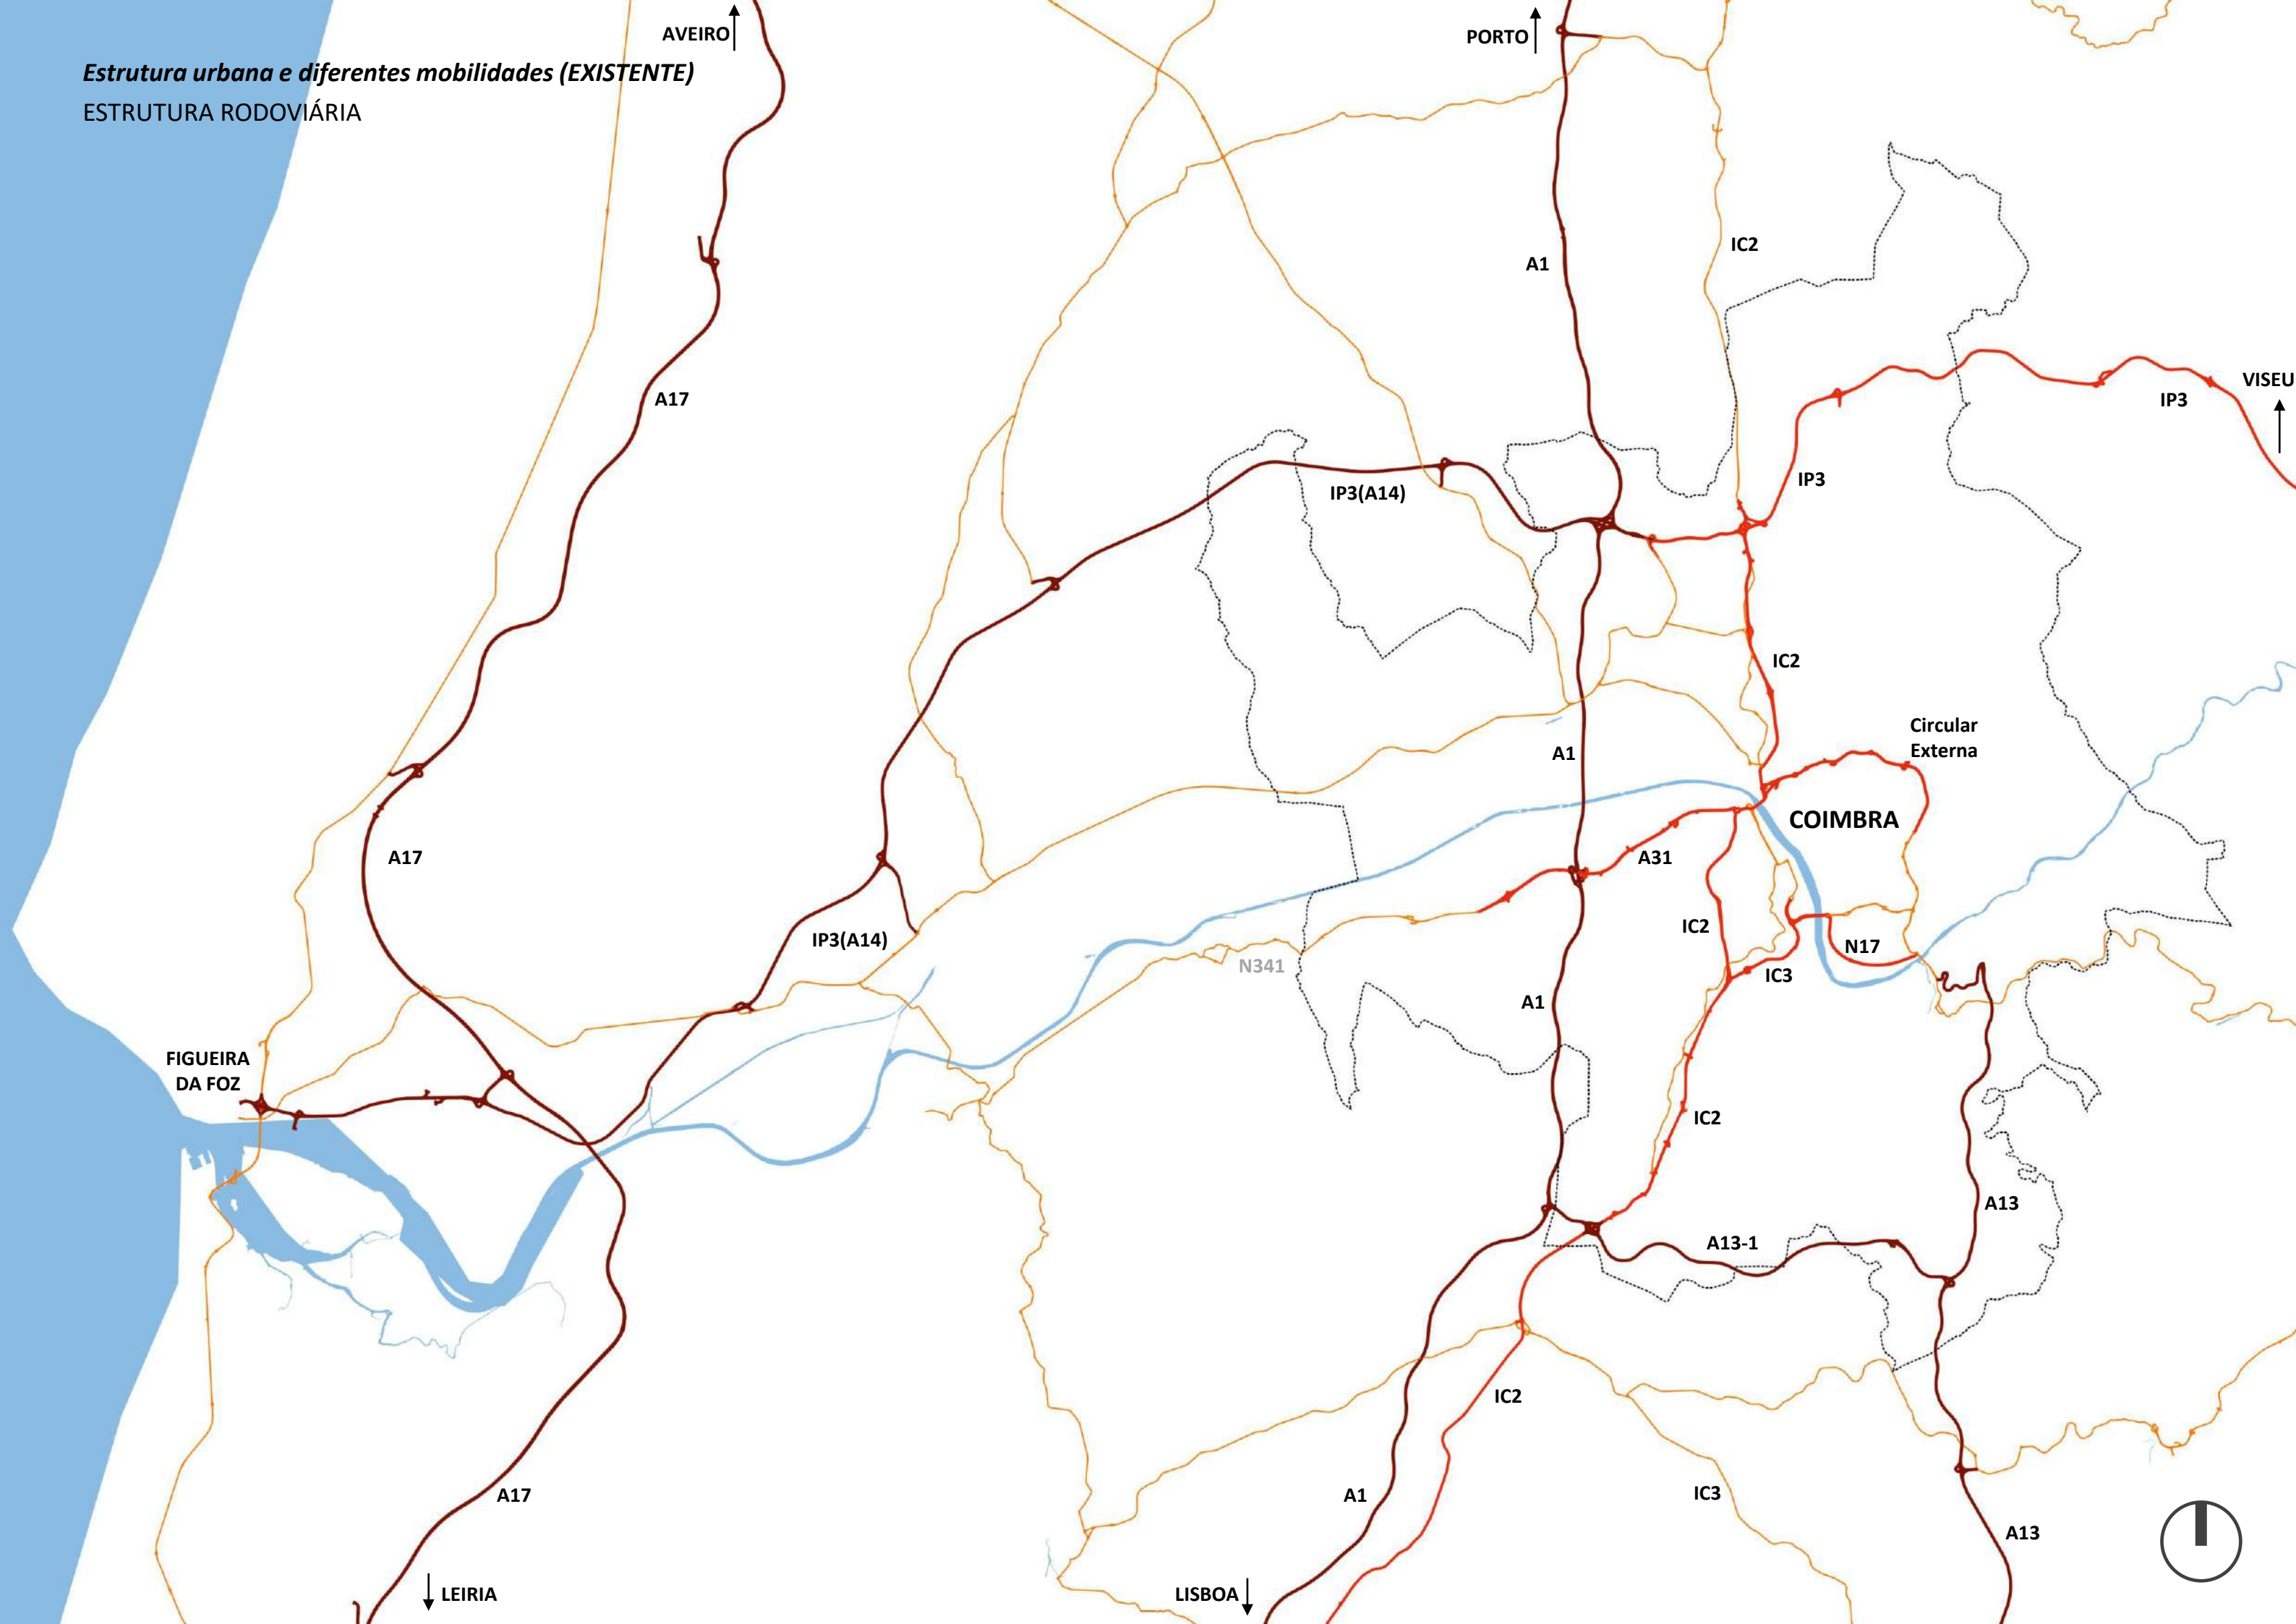 AVEIRO
PORTO
Estrutura urbana e diferentes mobilidades (EXISTENTE)
ESTRUTURA RODOVIÁRIA
IC2
A1
VISEU
A17
IP3
IP3
IP3(A14)
IC2
Circular
Externa
A1
COIMBRA
A17
A31
IC2
IP3(A14)
N17
N341
IC3
A1
FIGUEIRA
DA FOZ
IC2
A13
A13-1
IC2
A17
A1
IC3
A13
LEIRIA
LISBOA